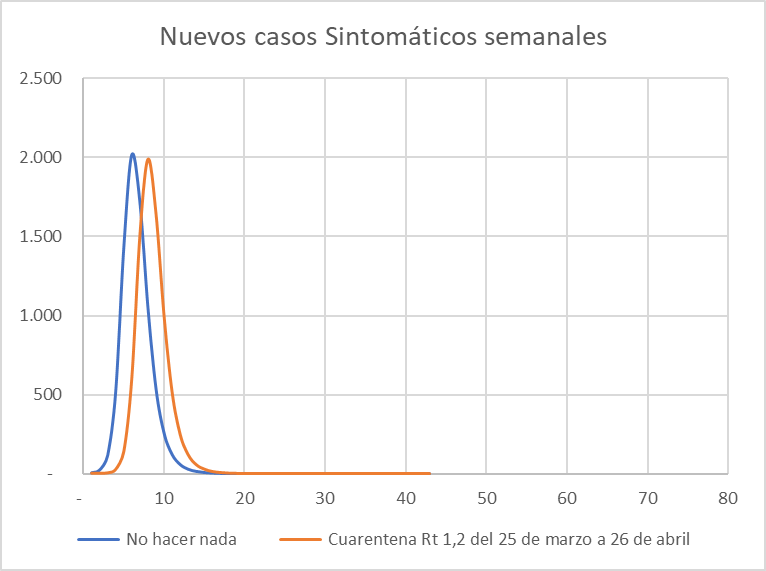 Nuevos casos Sintomáticos semanales
2.500
2.000
1.500
1.000
500
-
- 10 20 30 40 50 60 70 80
No hacer nada Cuarentena Rt 1,2 del 25 de marzo a 26 de abril